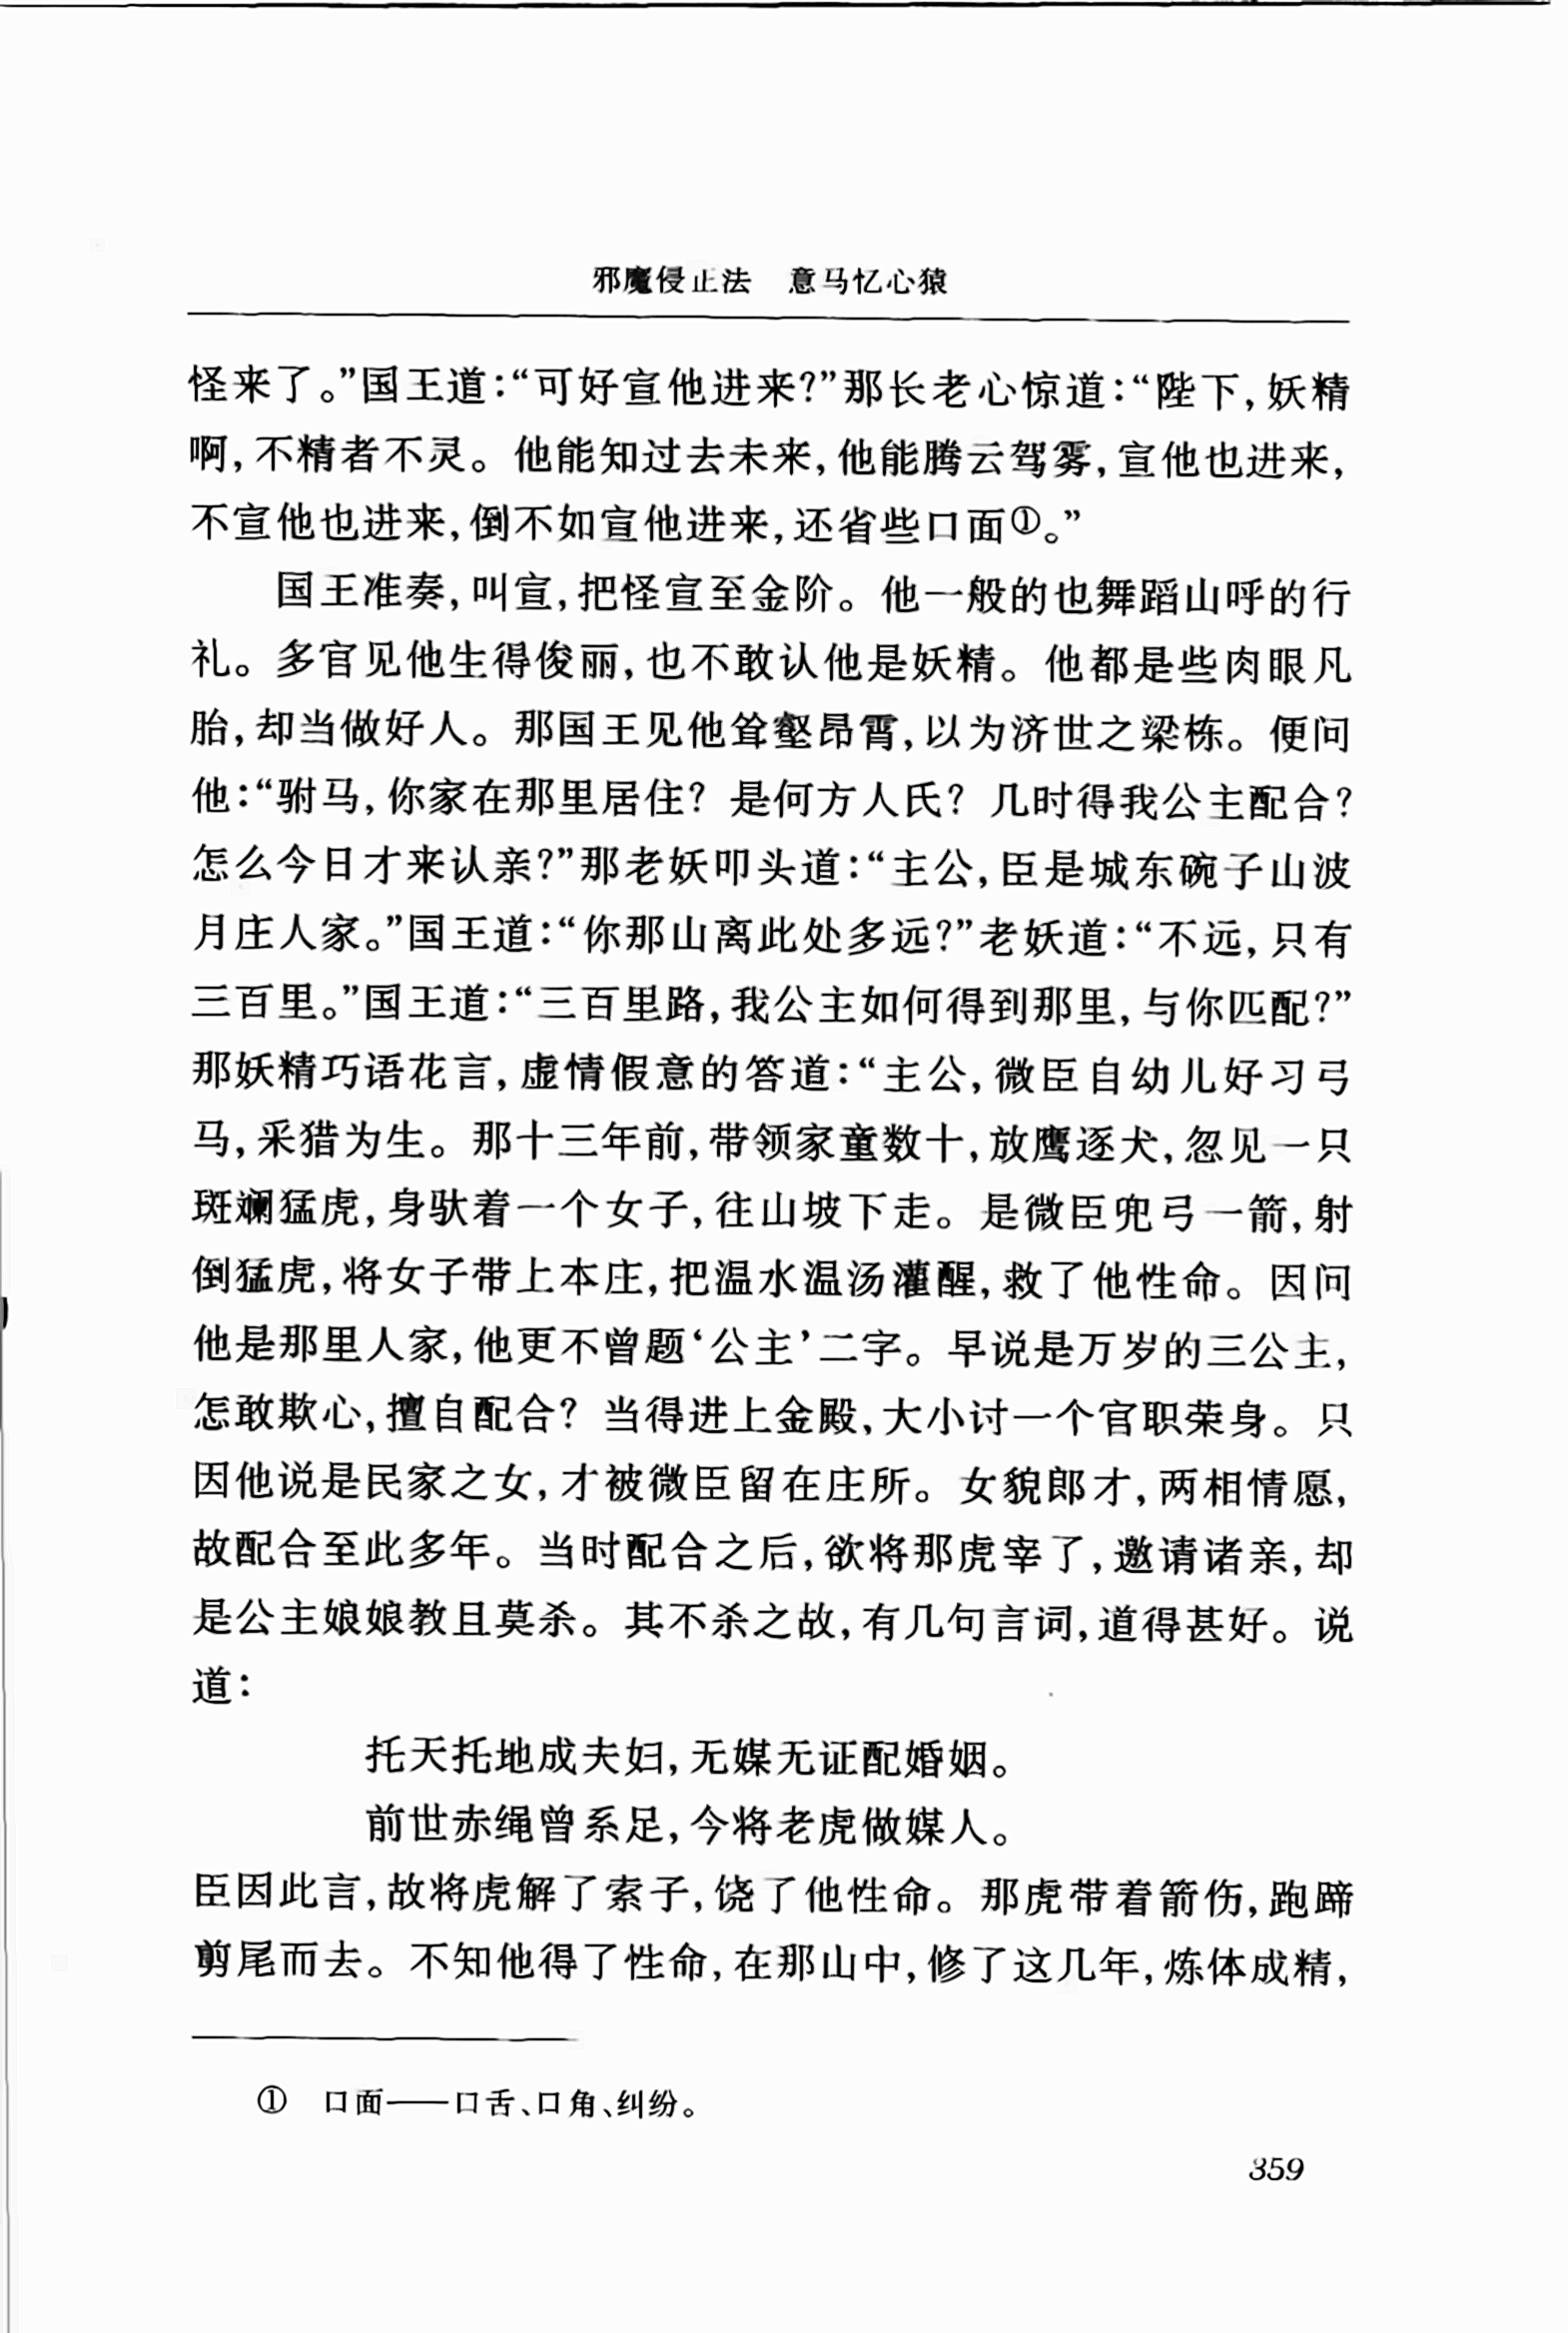 邪魔侵正法　意马忆心猿
怪来了。”国王道：“可好宣他进来？”那长老心惊道：“陛下，妖精
啊，不精者不灵。他能知过去未来，他能腾云驾雾，宣他也进来，
不宣他也进来，倒不如宣他进来，还省些口面①。”
国王准奏，叫宣，把怪宣至金阶。他一般的也舞蹈山呼的行
礼。多官见他生得俊丽，也不敢认他是妖精。他都是些肉眼凡
胎，却当做好人。那国王见他耸壑昂霄，以为济世之梁栋。便问
他：“驸马，你家在那里居住？是何方人氏？几时得我公主配合？
怎么今日才来认亲？”那老妖叩头道：“主公，臣是城东碗子山波
月庄人家。”国王道：“你那山离此处多远？”老妖道：“不远，只有
三百里。”国王道：“三百里路，我公主如何得到那里，与你匹配？”
那妖精巧语花言，虚情假意的答道：“主公，微臣自幼儿好习弓
马，采猎为生。那十三年前，带领家童数十，放鹰逐犬，忽见一只
斑斓猛虎，身驮着一个女子，往山坡下走。是微臣兜弓一箭，射
倒猛虎，将女子带上本庄，把温水温汤灌醒，救了他性命。因问
他是那里人家，他更不曾题‘公主’二字。早说是万岁的三公主，
怎敢欺心，擅自配合？当得进上金殿，大小讨一个官职荣身。只
因他说是民家之女，才被微臣留在庄所。女貌郎才，两相情愿，
故配合至此多年。当时配合之后，欲将那虎宰了，邀请诸亲，却
是公主娘娘教且莫杀。其不杀之故，有几句言词，道得甚好。说
道：
托天托地成夫妇，无媒无证配婚姻。
前世赤绳曾系足，今将老虎做媒人。
臣因此言，故将虎解了索子，饶了他性命。那虎带着箭伤，跑蹄
剪尾而去。不知他得了性命，在那山中，修了这几年，炼体成精，
①　口面——口舌、口角、纠纷。
359